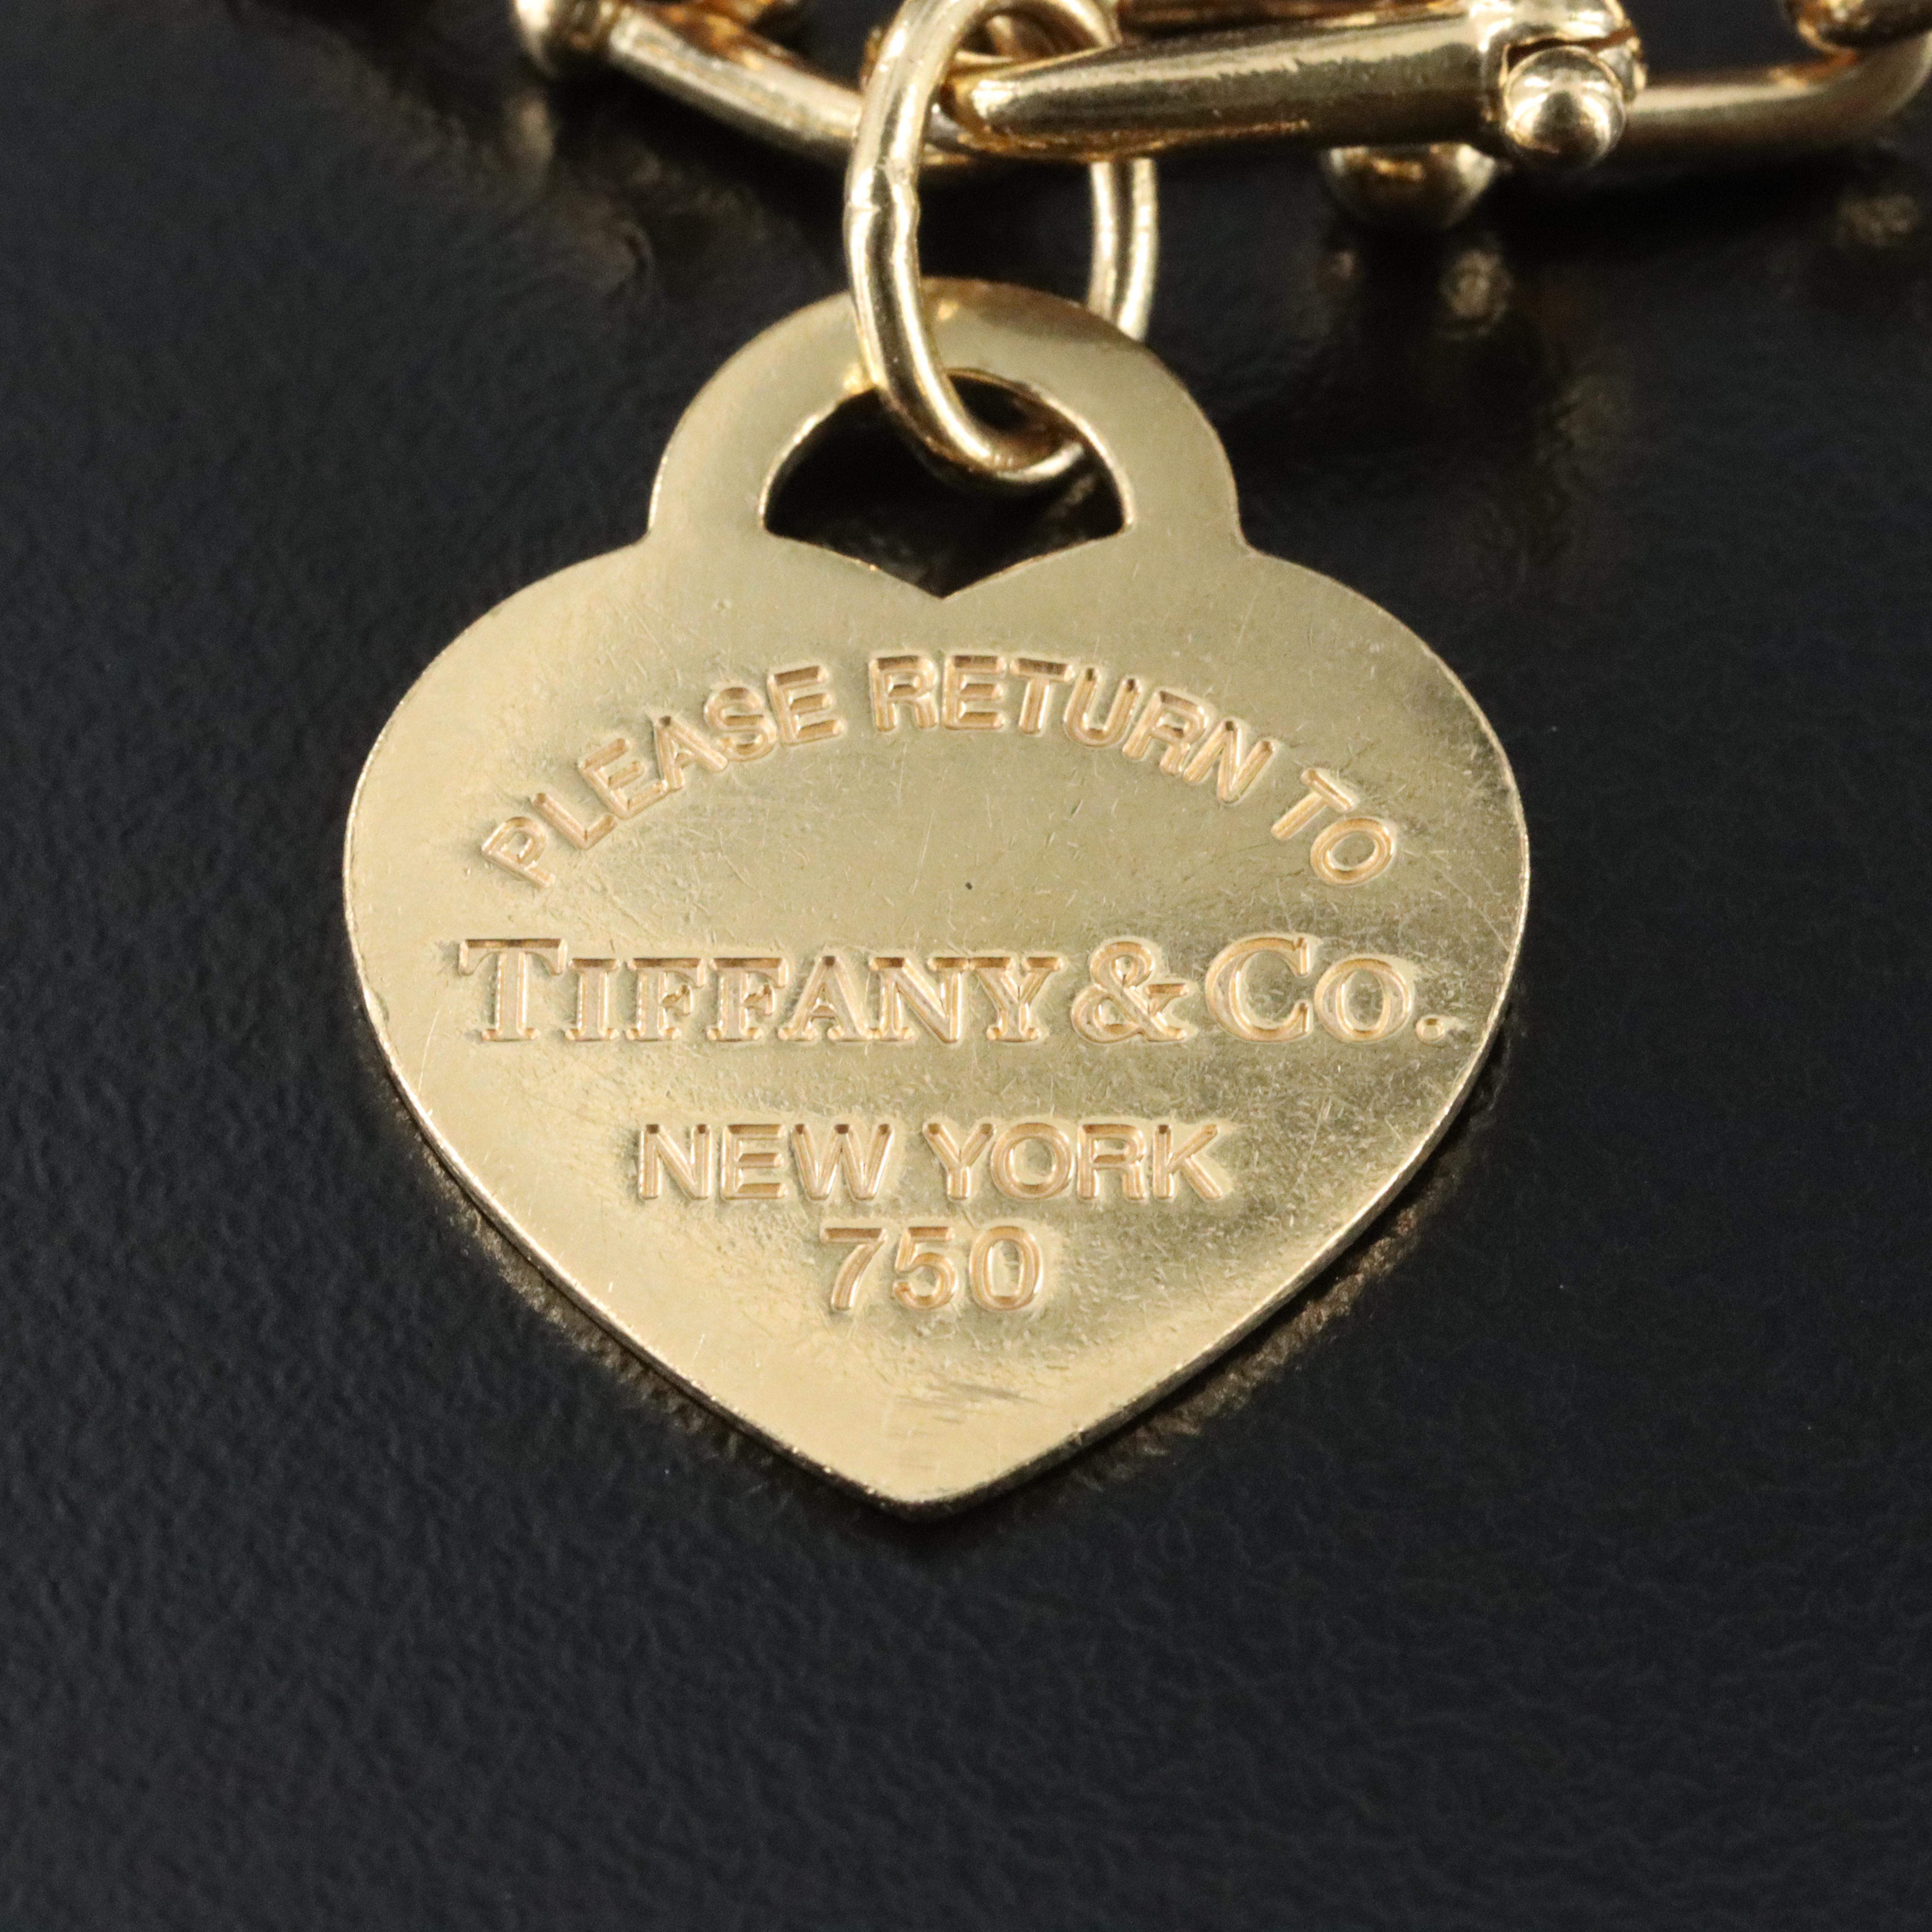 PLEASE RETURN TO
TIFFANY & CO.
NEW YORK
750